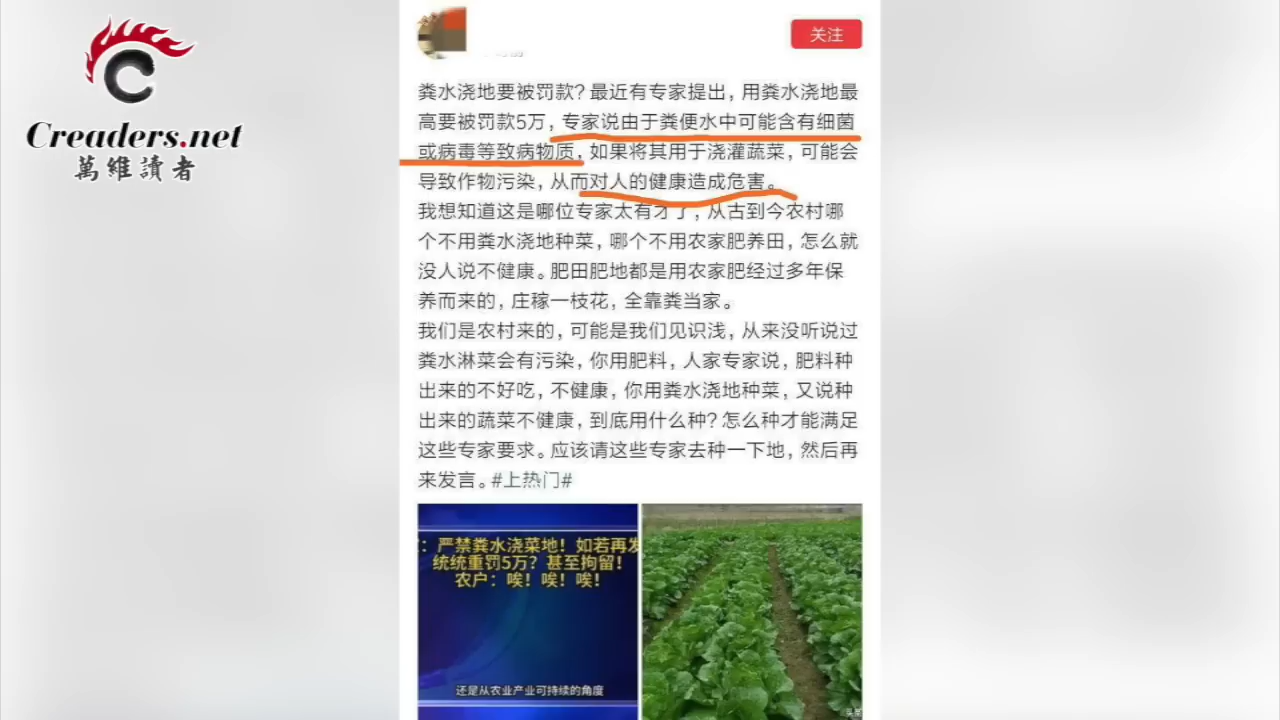 Creaders.net
萬維讀者
关注
粪水浇地要被罚款？最近有专家提出，用粪水浇地最
高要被罚款5万，专家说由于粪便水中可能含有细菌
或病毒等致病物质，如果将其用于浇灌蔬菜，可能会
导致作物污染，从而对人的健康造成危害。
我想知道这是哪位专家太有才了，从古到今农村哪
个不用粪水浇地种菜，哪个不用农家肥养田，怎么就
没人说不健康。肥田肥地都是用农家肥经过多年保
养而来的，庄稼一枝花，全靠粪当家。
我们是农村来的，可能是我们见识浅，从来没听说过
粪水淋菜会有污染，你用肥料，人家专家说，肥料种
出来的不好吃，不健康，你用粪水浇地种菜，又说种
出来的蔬菜不健康，到底用什么种？怎么种才能满足
这些专家要求。应该请这些专家去种一下地，然后再
来发言。#上热门#
：严禁粪水浇菜地！如若再发
统统重罚5万？甚至拘留！
农户：唉！唉！唉！
还是从农业产业可持续的角度